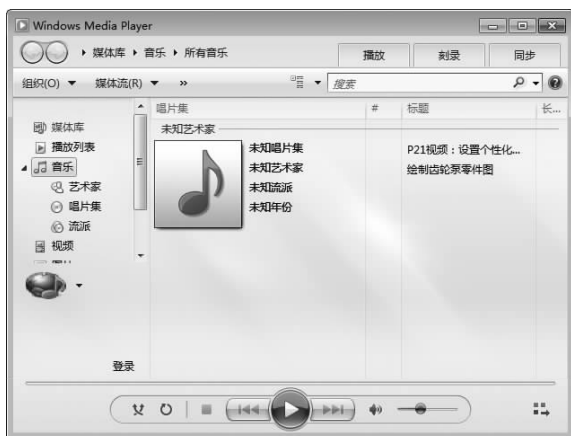 Windows Media Player
媒体库 音乐 所有音乐
播放 刻录 同步
组织(O) 媒体流(R) » 搜索
唱片集 # 标题 长...
媒体库
播放列表
音乐
艺术家
唱片集
流派
视频
未知艺术家
未知唱片集
未知艺术家
未知流派
未知年份
P21视频：设置个性化...
绘制齿轮泵零件图
登录